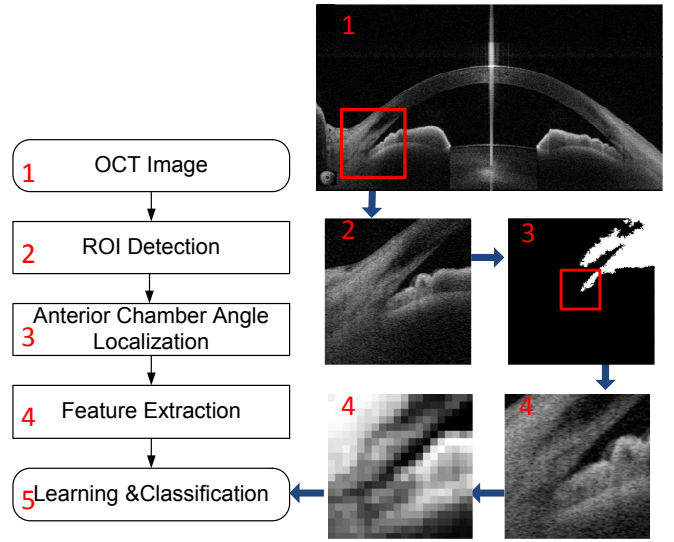 1
OCT Image
2
ROI Detection
3
Anterior Chamber Angle
Localization
4
Feature Extraction
5
Learning &Classification
1
2
3
4
4